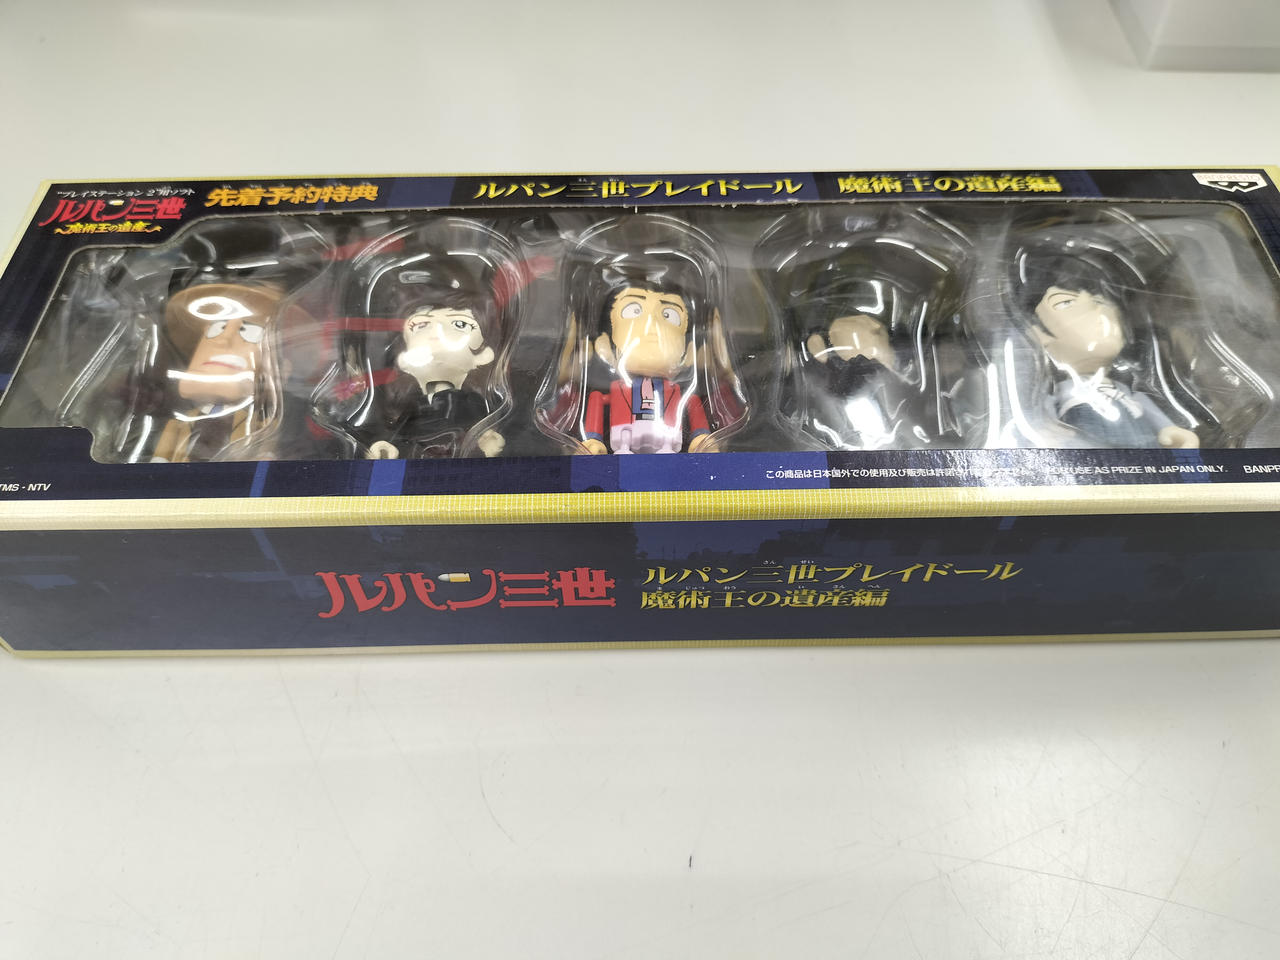 "プレイステーション 2"用ソフト
ルパン三世
～魔術王の遺産～
先着予約特典
ルパン三世プレイドール 魔術王の遺産編
BANPRESTO
TMS・NTV
この商品は日本国外での使用及び販売は許諾されておりません。
FOR USE AS PRIZE IN JAPAN ONLY.
ルパン三世
ルパン三世プレイドール
魔術王の遺産編